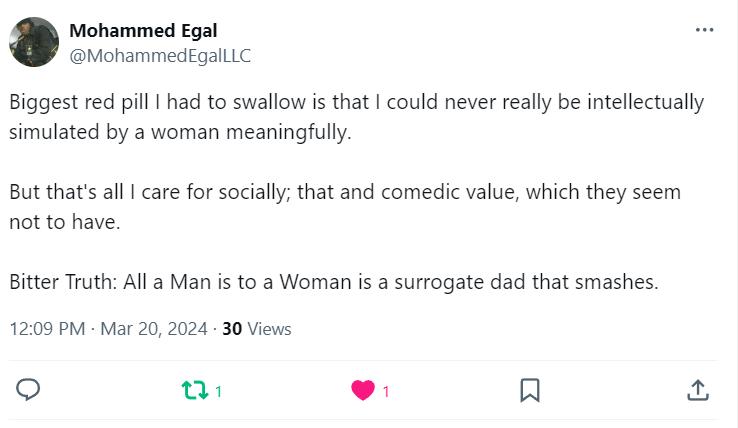 Mohammed Egal
@MohammedEgalLLC
Biggest red pill I had to swallow is that I could never really be intellectually
simulated by a woman meaningfully.
But that's all I care for socially; that and comedic value, which they seem
not to have.
Bitter Truth: All a Man is to a Woman is a surrogate dad that smashes.
12:09 PM · Mar 20, 2024 · 30 Views
1 1